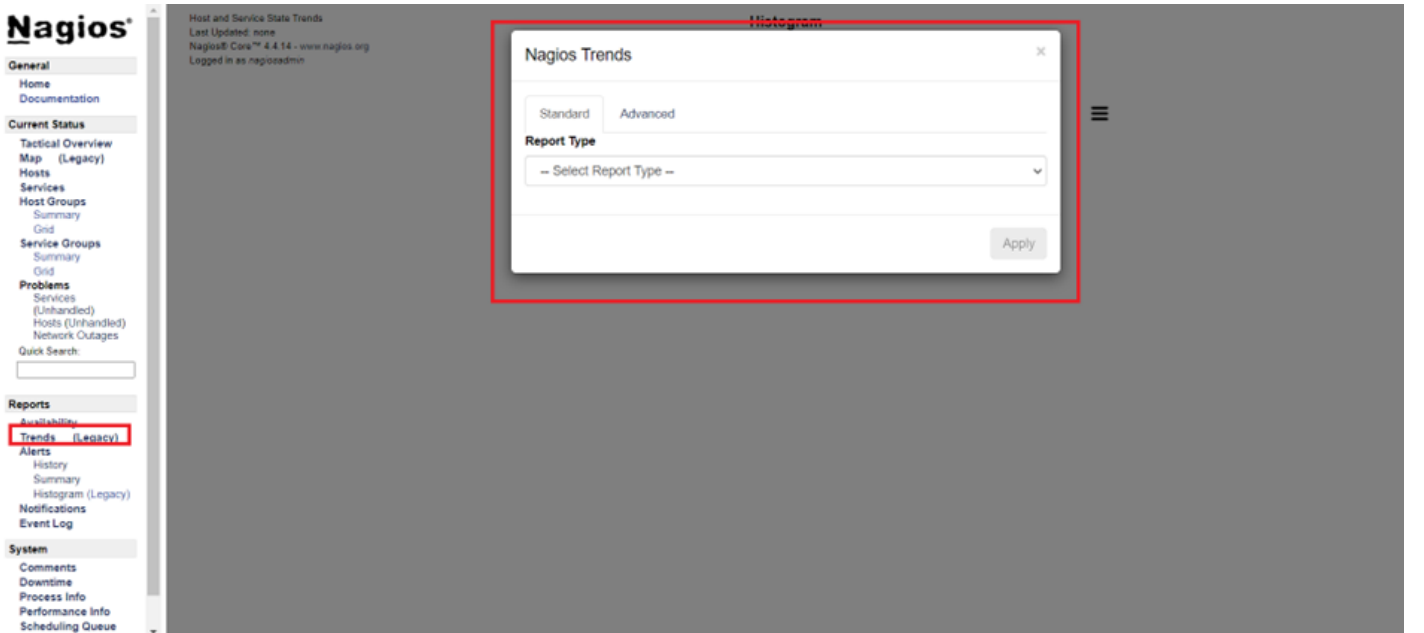 Nagios®
General
Home
Documentation
Current Status
Tactical Overview
Map (Legacy)
Hosts
Services
Host Groups
Summary
Grid
Service Groups
Summary
Grid
Problems
Services
(Unhandled)
Hosts (Unhandled)
Network Outages
Quick Search:
Reports
Availability
Trends (Legacy)
Alerts
History
Summary
Histogram (Legacy)
Notifications
Event Log
System
Comments
Downtime
Process Info
Performance Info
Scheduling Queue
Host and Service State Trends
Last Updated: none
Nagios® Core™ 4.4.14 - www.nagios.org
Logged in as nagiosadmin
Histogram
Nagios Trends ×
Standard Advanced
Report Type
-- Select Report Type --
Apply